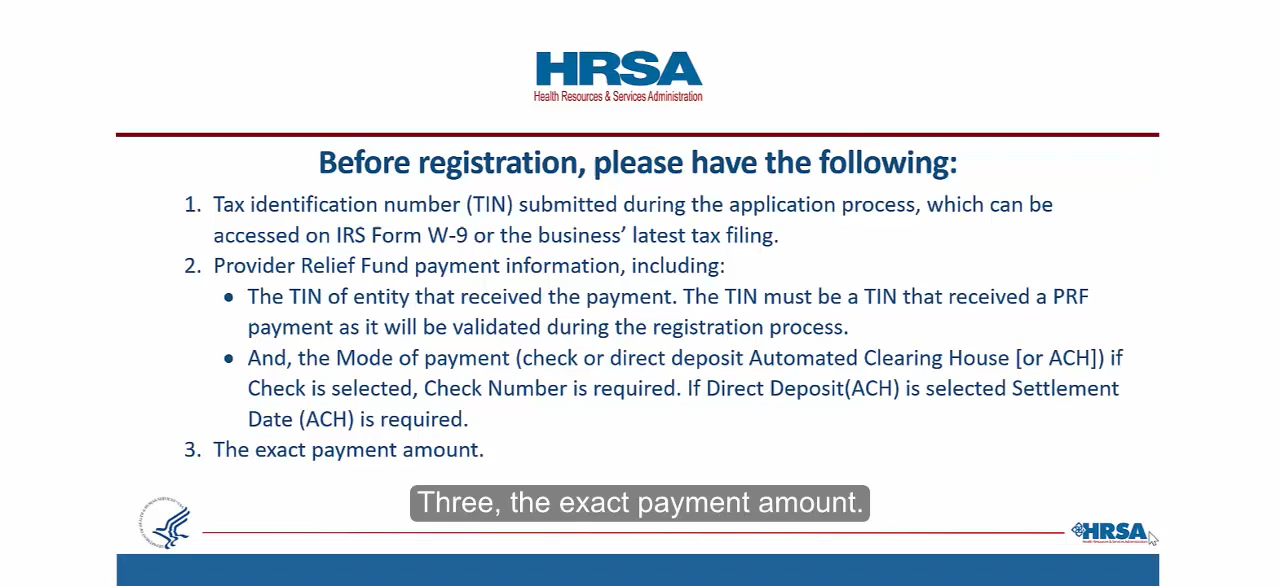 HRSA
Health Resources & Services Administration
Before registration, please have the following:
1. Tax identification number (TIN) submitted during the application process, which can be
accessed on IRS Form W-9 or the business’ latest tax filing.
2. Provider Relief Fund payment information, including:
• The TIN of entity that received the payment. The TIN must be a TIN that received a PRF
payment as it will be validated during the registration process.
• And, the Mode of payment (check or direct deposit Automated Clearing House [or ACH]) if
Check is selected, Check Number is required. If Direct Deposit(ACH) is selected Settlement
Date (ACH) is required.
3. The exact payment amount.
Three, the exact payment amount.
HRSA
Health Resources & Services Administration